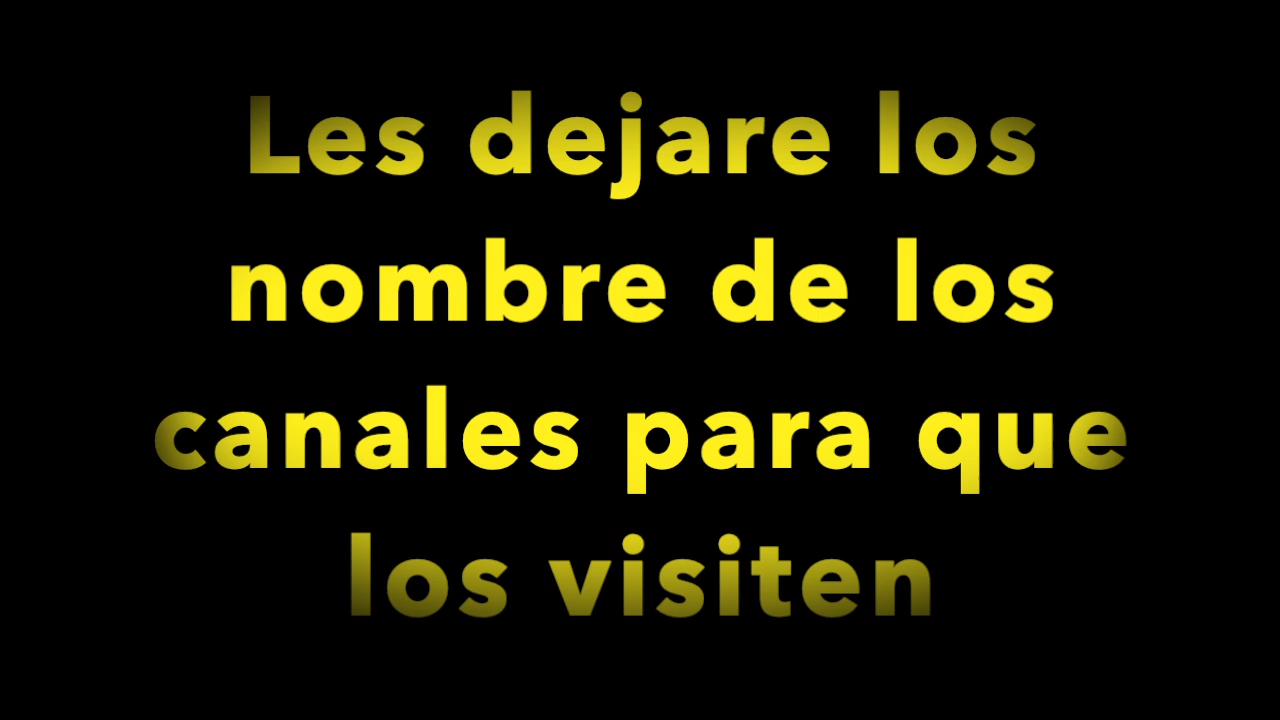 Les dejare los
nombre de los
canales para que
los visiten